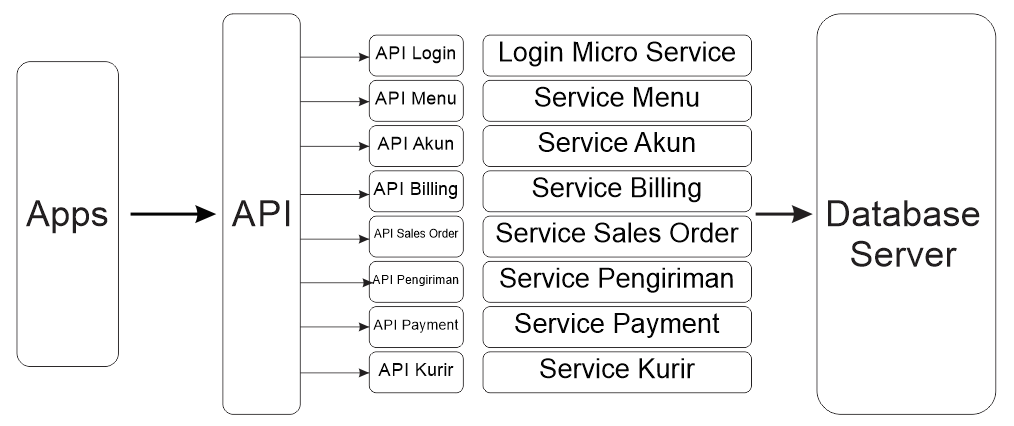 Apps
API
API Login
Login Micro Service
API Menu
Service Menu
API Akun
Service Akun
API Billing
Service Billing
API Sales Order
Service Sales Order
API Pengiriman
Service Pengiriman
API Payment
Service Payment
API Kurir
Service Kurir
Database
Server